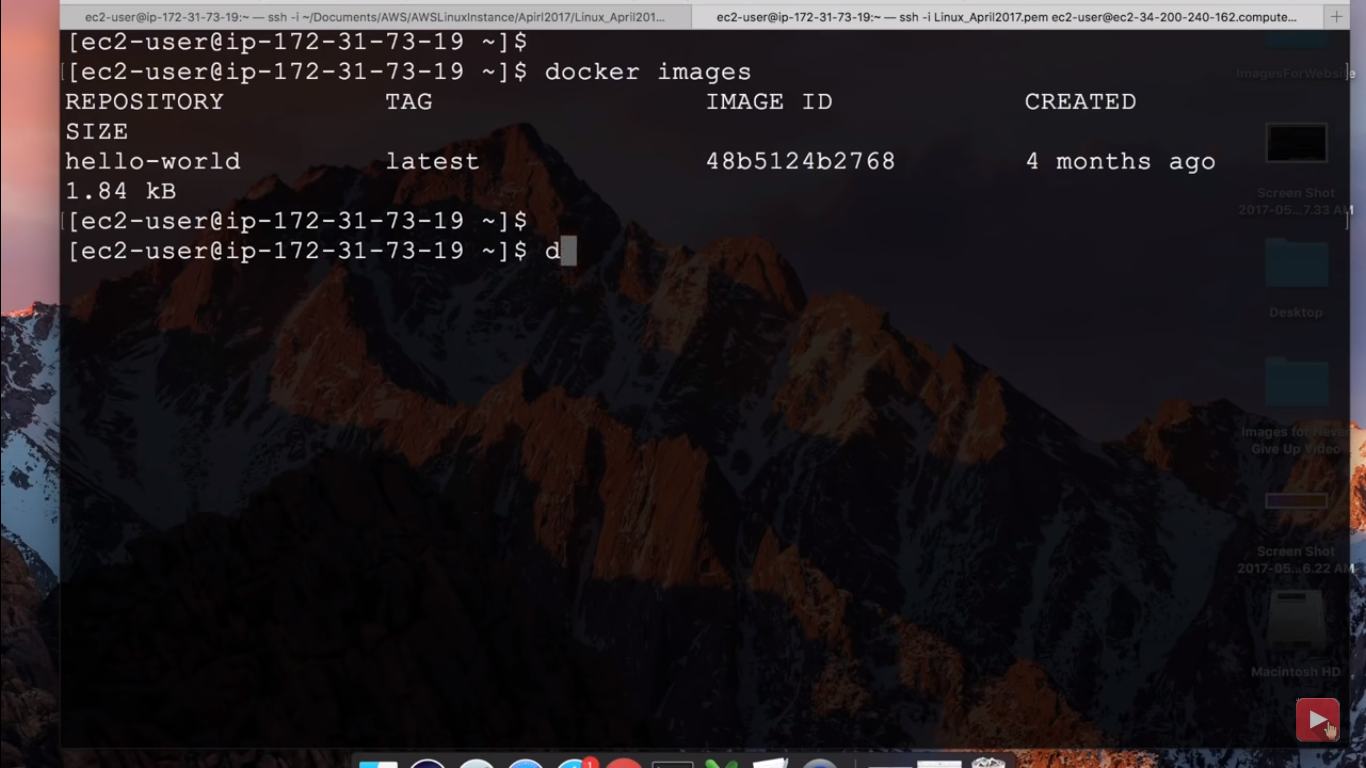 ec2-user@ip-172-31-73-19:~ — ssh -i ~/Documents/AWS/AWSLinuxInstance/Apirl2017/Linux_April201...
ec2-user@ip-172-31-73-19:~ — ssh -i Linux_April2017.pem ec2-user@ec2-34-200-240-162.compute...
[ec2-user@ip-172-31-73-19 ~]$
[ec2-user@ip-172-31-73-19 ~]$ docker images
REPOSITORY TAG IMAGE ID CREATED
SIZE
hello-world latest 48b5124b2768 4 months ago
1.84 kB
[ec2-user@ip-172-31-73-19 ~]$
[ec2-user@ip-172-31-73-19 ~]$ d
ImagesForWebsite
Screen Shot
2017-05...7.33 AM
Desktop
Images for Never
Give Up Video
Screen Shot
2017-05...6.22 AM
Macintosh HD
1